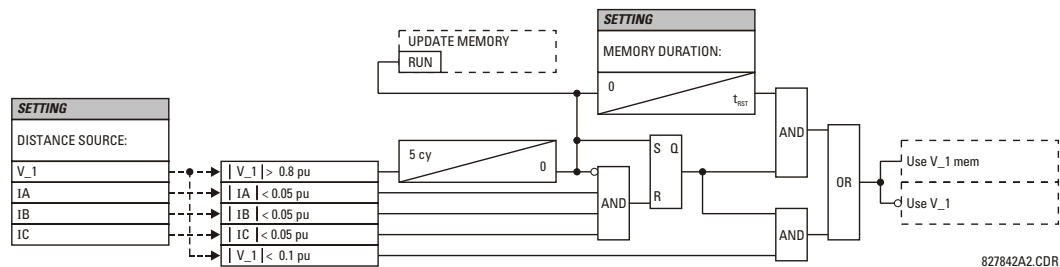 SETTING
UPDATE MEMORY
RUN
MEMORY DURATION:
0
tRST
SETTING
DISTANCE SOURCE:
V_1
IA
IB
IC
| V_1 | > 0.8 pu
| IA | < 0.05 pu
| IB | < 0.05 pu
| IC | < 0.05 pu
| V_1 | < 0.1 pu
5 cy
0
AND
S Q
R
AND
AND
OR
Use V_1 mem
Use V_1
827842A2.CDR